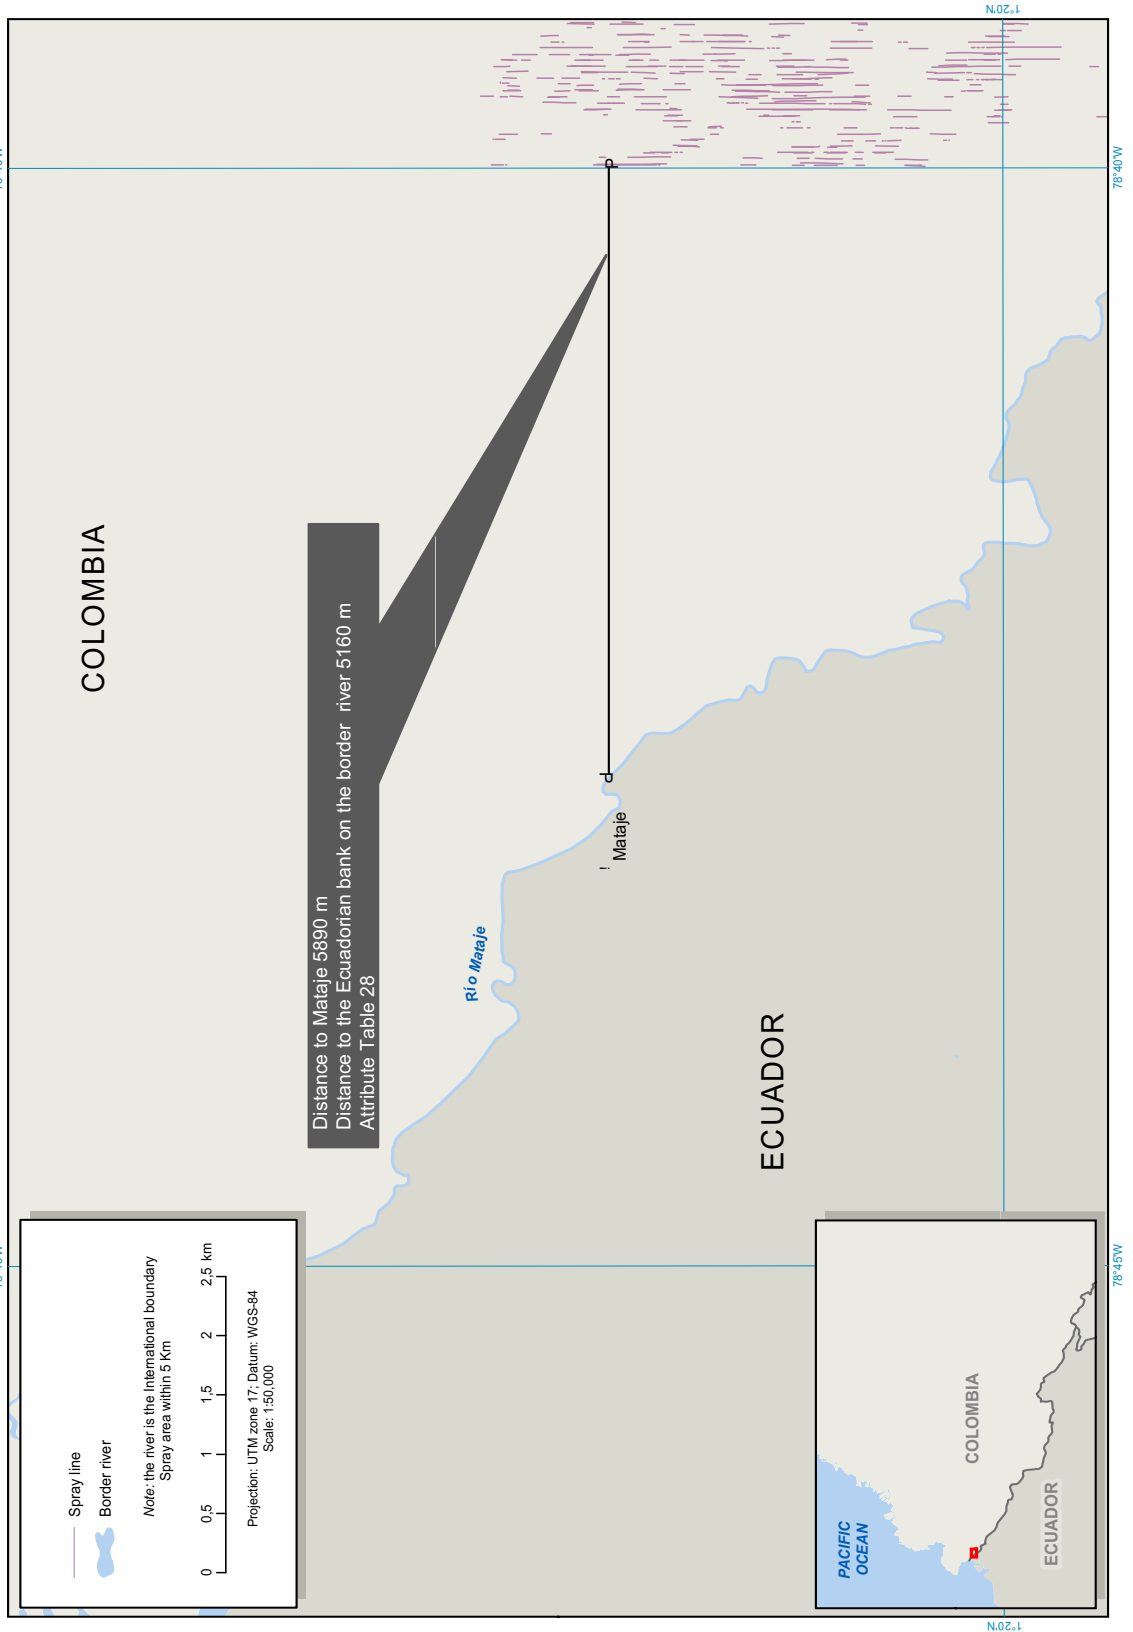 COLOMBIA
Spray line
Border river
Note: the river is the International boundary
Spray area within 5 Km
0 0,5 1 1,5 2 2,5 km
Projection: UTM zone 17; Datum: WGS-84
Scale: 1:50,000
Distance to Mataje 5890 m
Distance to the Ecuadorian bank on the border river 5160 m
Attribute Table 28
Río Mataje
Mataje
ECUADOR
PACIFIC
OCEAN
COLOMBIA
ECUADOR
1°20'N
1°20'N
78°45'W
78°40'W